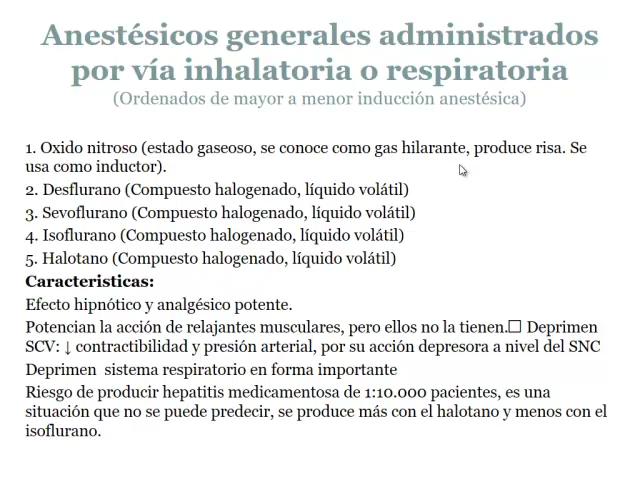 Anestésicos generales administrados
por vía inhalatoria o respiratoria
(Ordenados de mayor a menor inducción anestésica)
1. Oxido nitroso (estado gaseoso, se conoce como gas hilarante, produce risa. Se
usa como inductor).
2. Desflurano (Compuesto halogenado, líquido volátil)
3. Sevoflurano (Compuesto halogenado, líquido volátil)
4. Isoflurano (Compuesto halogenado, líquido volátil)
5. Halotano (Compuesto halogenado, líquido volátil)
Caracteristicas:
Efecto hipnótico y analgésico potente.
Potencian la acción de relajantes musculares, pero ellos no la tienen.□ Deprimen
SCV: ↓ contractibilidad y presión arterial, por su acción depresora a nivel del SNC
Deprimen sistema respiratorio en forma importante
Riesgo de producir hepatitis medicamentosa de 1:10.000 pacientes, es una
situación que no se puede predecir, se produce más con el halotano y menos con el
isoflurano.